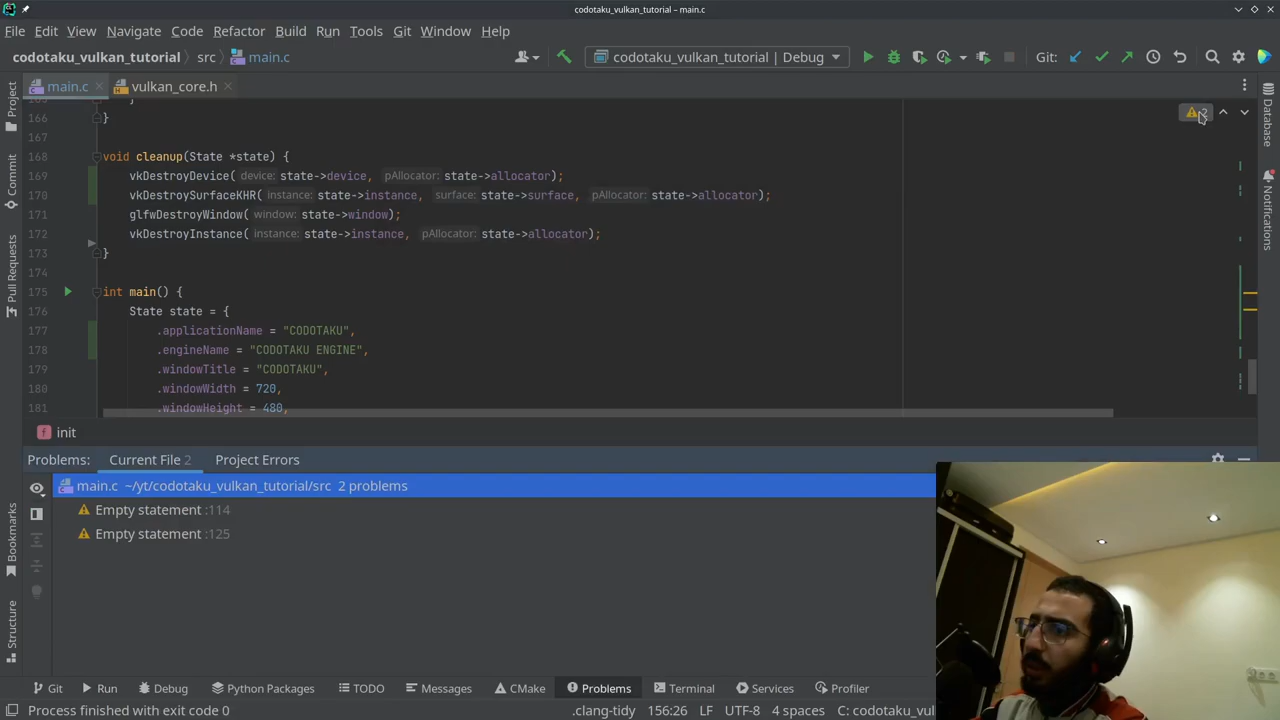 codotaku_vulkan_tutorial – main.c
File Edit View Navigate Code Refactor Build Run Tools Git Window Help
codotaku_vulkan_tutorial src main.c codotaku_vulkan_tutorial | Debug Git:
main.c vulkan_core.h
Project
Commit
Pull Requests
Bookmarks
Structure
Database
Notifications
2
166 }
167
168 void cleanup(State *state) {
169 vkDestroyDevice( device: state->device, pAllocator: state->allocator);
170 vkDestroySurfaceKHR( instance: state->instance, surface: state->surface, pAllocator: state->allocator);
171 glfwDestroyWindow( window: state->window);
172 vkDestroyInstance( instance: state->instance, pAllocator: state->allocator);
173 }
174
175 int main() {
176 State state = {
177 .applicationName = "CODOTAKU",
178 .engineName = "CODOTAKU ENGINE",
179 .windowTitle = "CODOTAKU",
180 .windowWidth = 720,
181 .windowHeight = 480,
f init
Problems: Current File 2 Project Errors
main.c ~/yt/codotaku_vulkan_tutorial/src 2 problems
Empty statement :114
Empty statement :125
Git Run Debug Python Packages TODO Messages CMake Problems Terminal Services Profiler
Process finished with exit code 0 .clang-tidy 156:26 LF UTF-8 4 spaces C: codotaku_vu